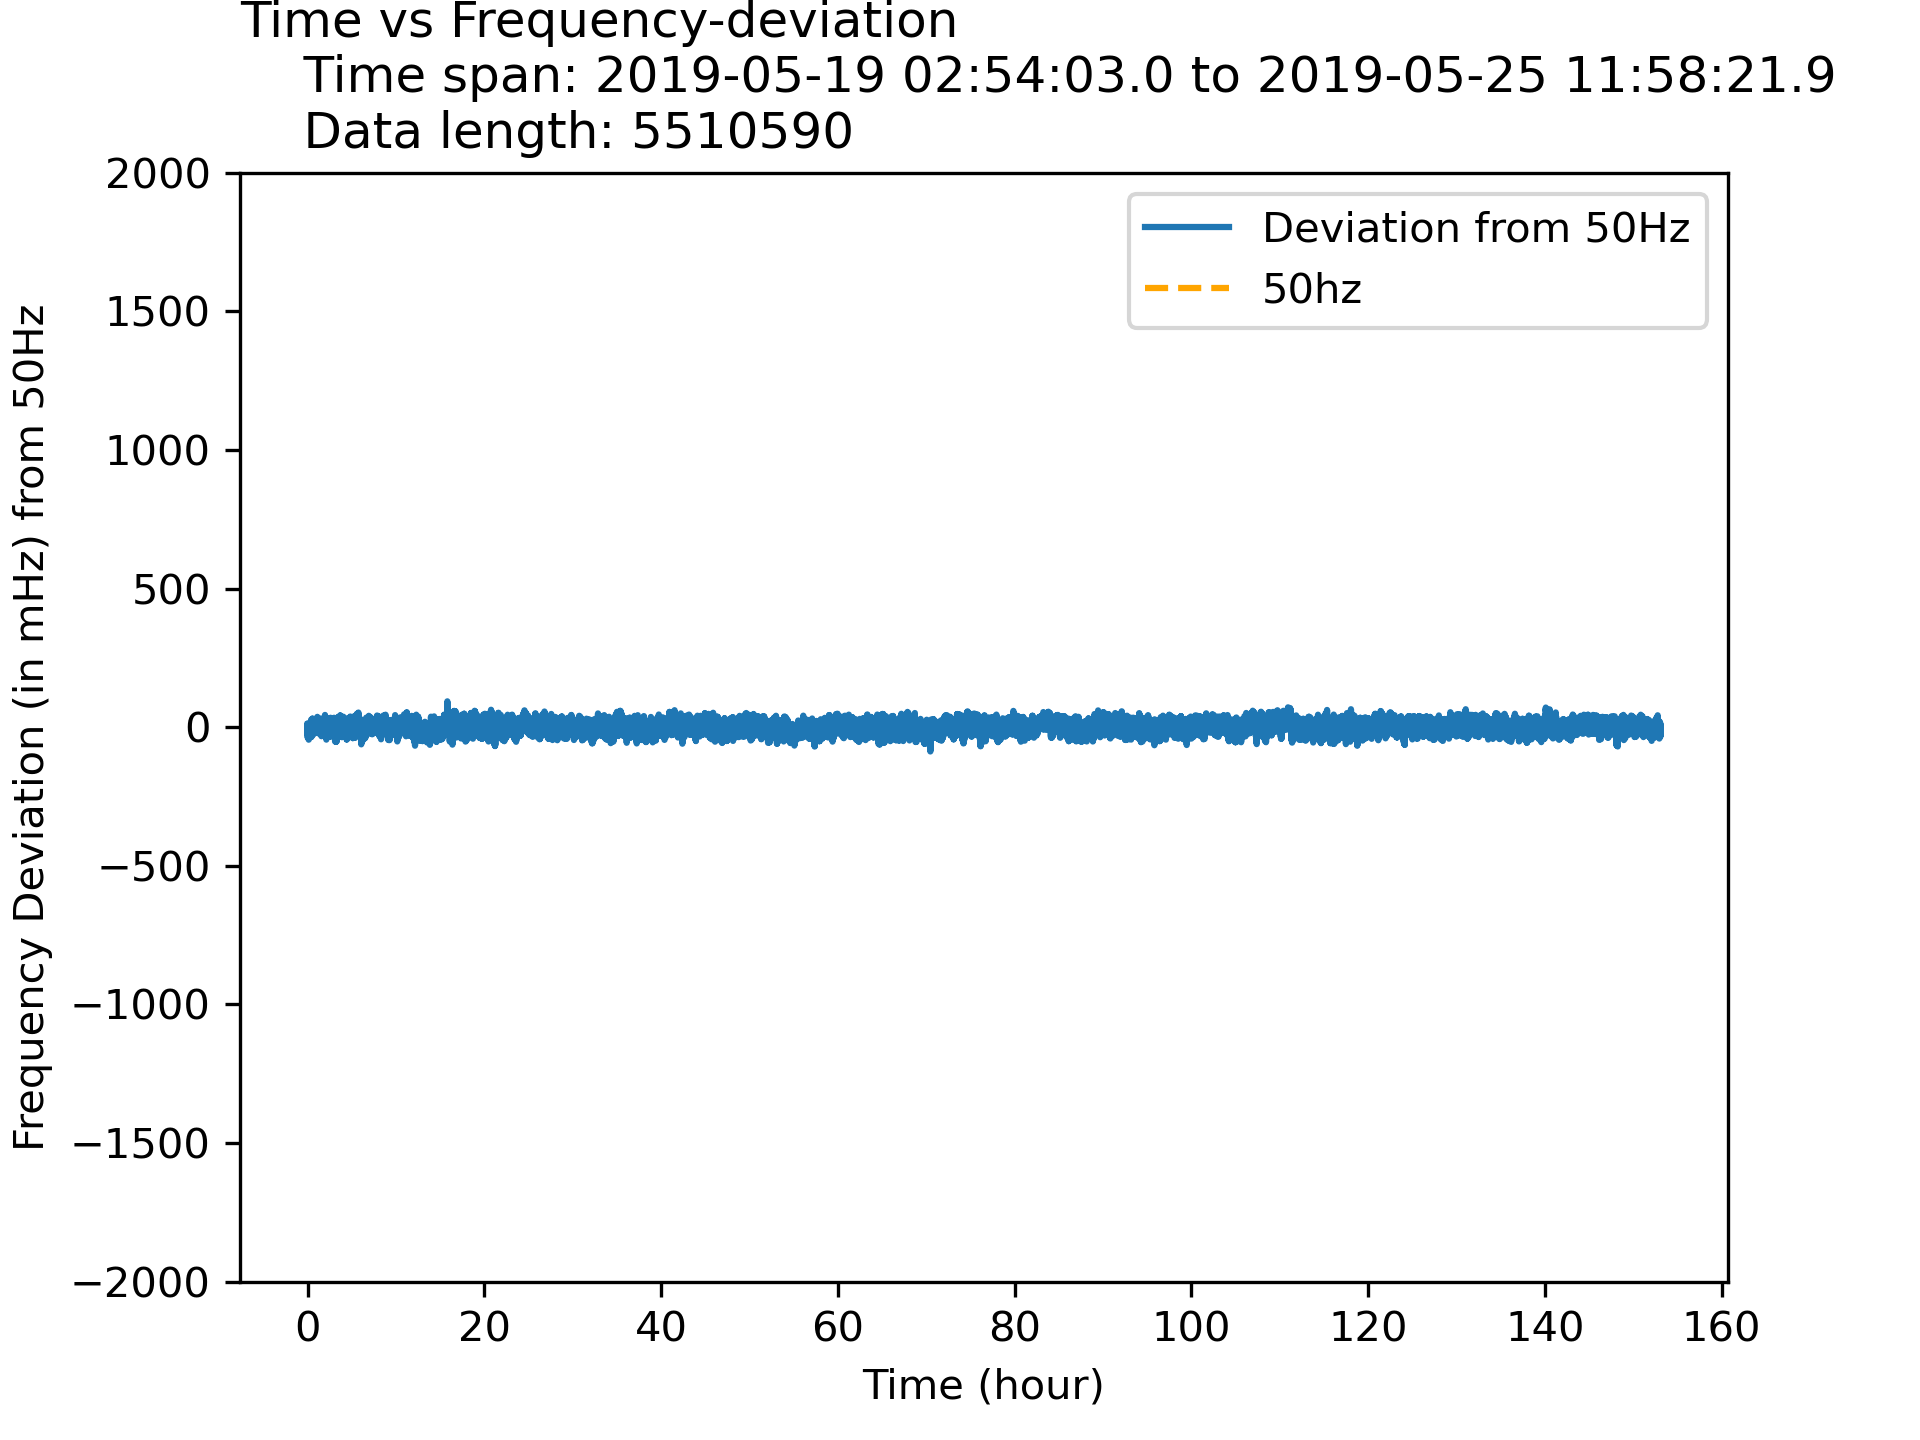 Time vs Frequency-deviation
Time span: 2019-05-19 02:54:03.0 to 2019-05-25 11:58:21.9
Data length: 5510590
2000
1500
1000
500
0
−500
−1000
−1500
−2000
Frequency Deviation (in mHz) from 50Hz
Deviation from 50Hz
50hz
0 20 40 60 80 100 120 140 160
Time (hour)